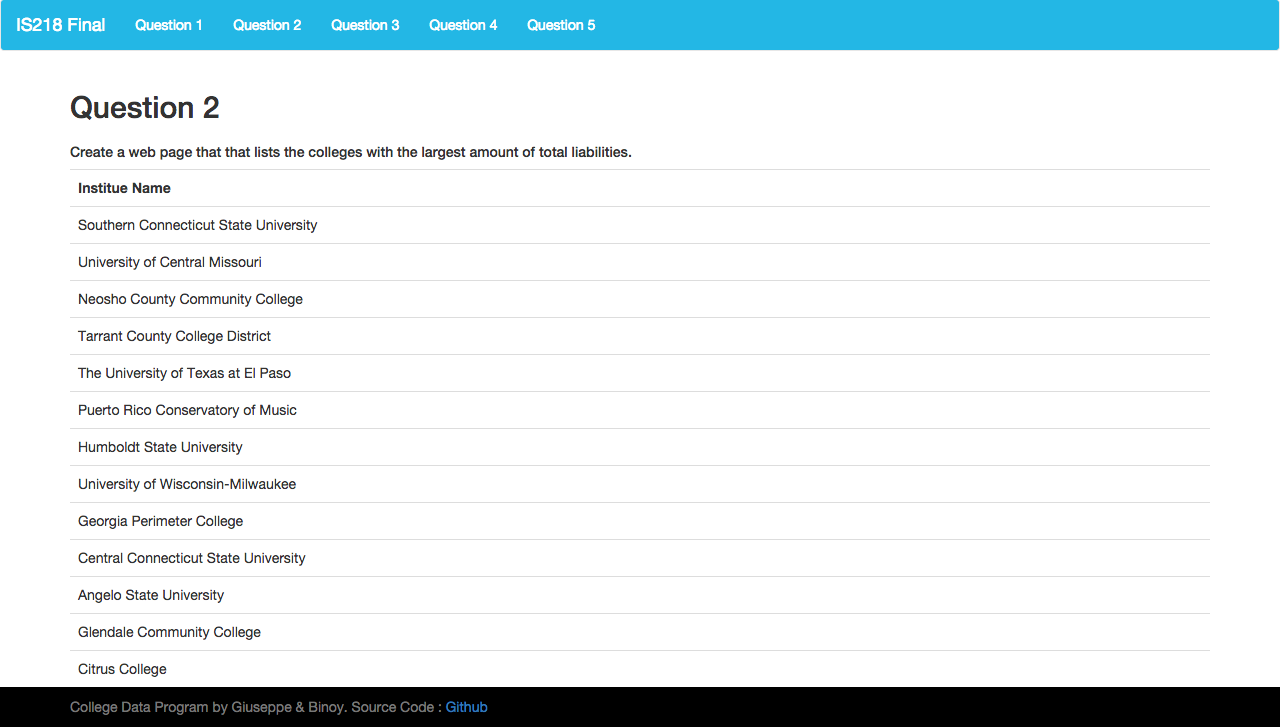 IS218 Final Question 1 Question 2 Question 3 Question 4 Question 5
Question 2
Create a web page that that lists the colleges with the largest amount of total liabilities.
Institue Name
Southern Connecticut State University
University of Central Missouri
Neosho County Community College
Tarrant County College District
The University of Texas at El Paso
Puerto Rico Conservatory of Music
Humboldt State University
University of Wisconsin-Milwaukee
Georgia Perimeter College
Central Connecticut State University
Angelo State University
Glendale Community College
Citrus College
College Data Program by Giuseppe & Binoy. Source Code : Github